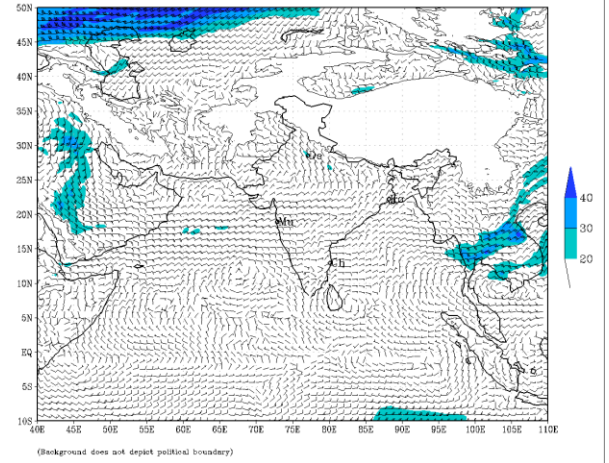 50N
45N
40N
35N
30N
25N
20N
15N
10N
5N
EQ
5S
10S
40E 45E 50E 55E 60E 65E 70E 75E 80E 85E 90E 95E 100E 105E 110E
Mu
Ch
40
30
20
(Background does not depict political boundary)